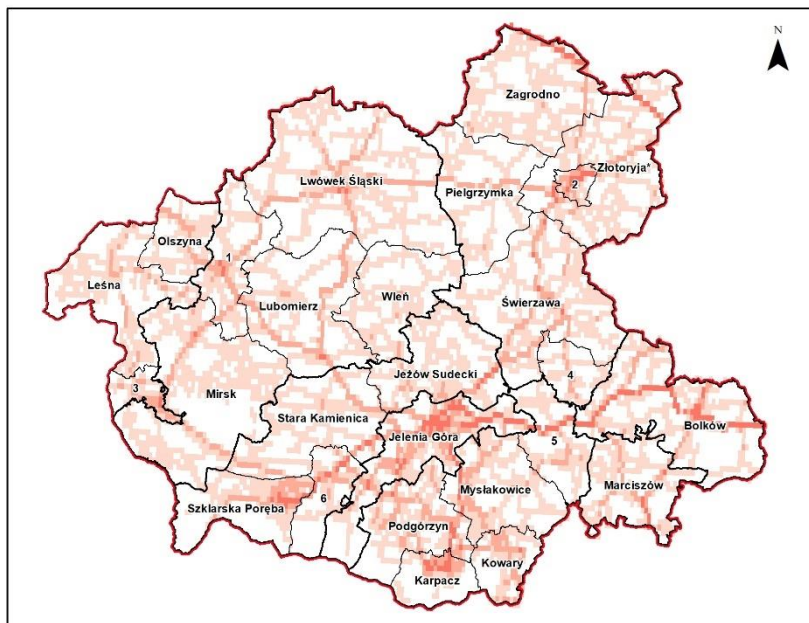 N
Zagrodno
Złotoryja*
Lwówek Śląski
Pielgrzymka
2
Olszyna
1
Leśna
Lubomierz
Wleń
Świerzawa
3
Mirsk
Jeżów Sudecki
4
Stara Kamienica
Bolków
Jelenia Góra
5
Mysłakowice
Marciszów
6
Szklarska Poręba
Podgórzyn
Kowary
Karpacz